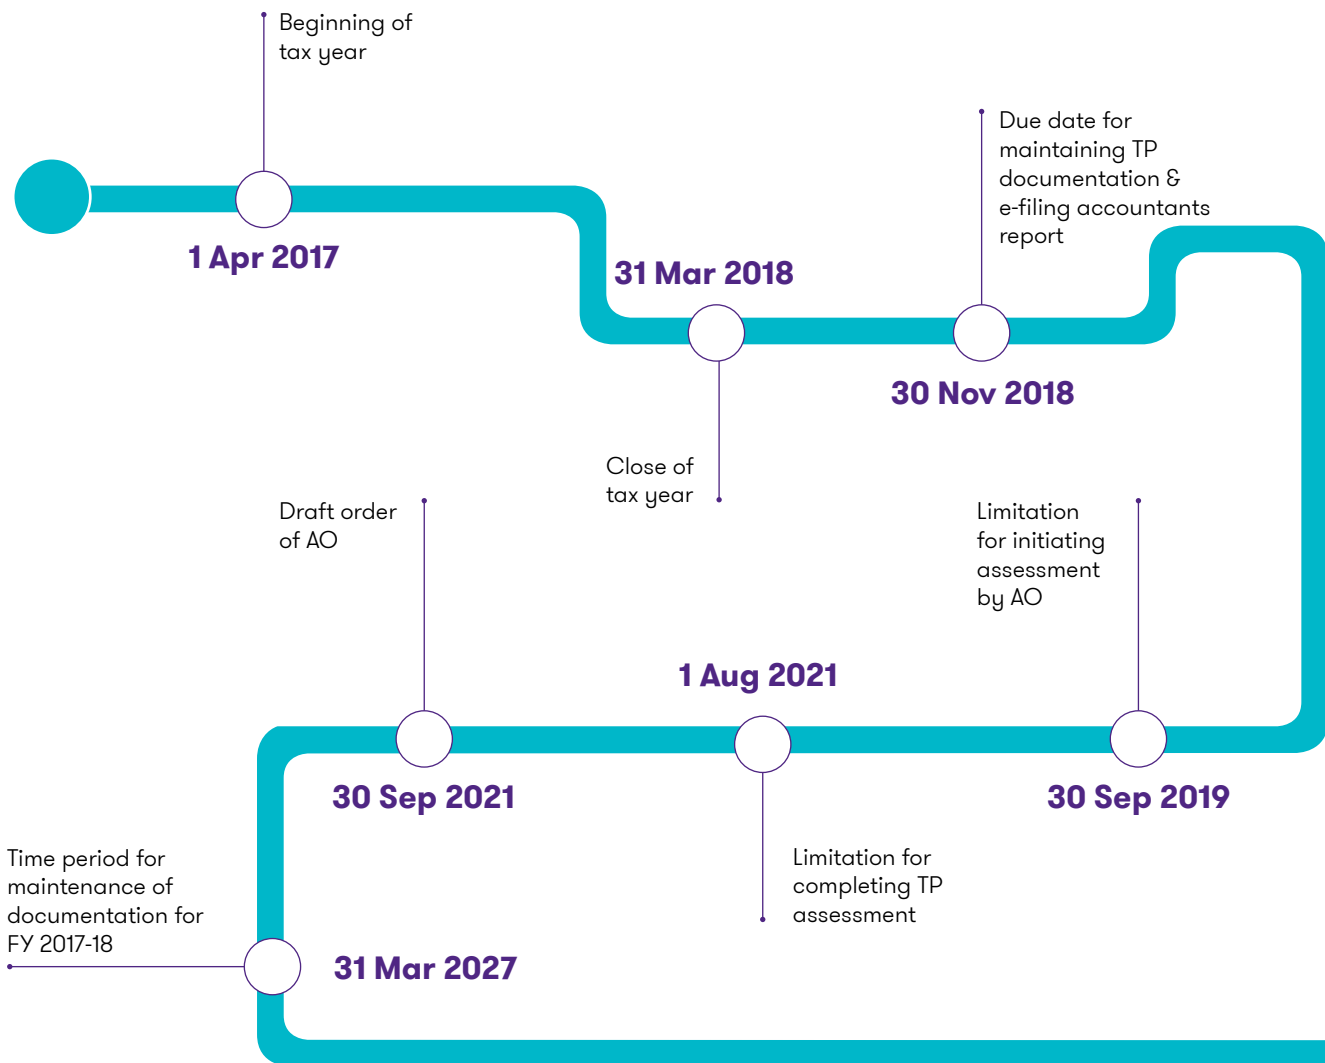 Beginning of
tax year
1 Apr 2017
31 Mar 2018
Close of
tax year
Due date for
maintaining TP
documentation &
e-filing accountants
report
30 Nov 2018
Limitation
for initiating
assessment
by AO
30 Sep 2019
1 Aug 2021
Limitation for
completing TP
assessment
Draft order
of AO
30 Sep 2021
Time period for
maintenance of
documentation for
FY 2017-18
31 Mar 2027